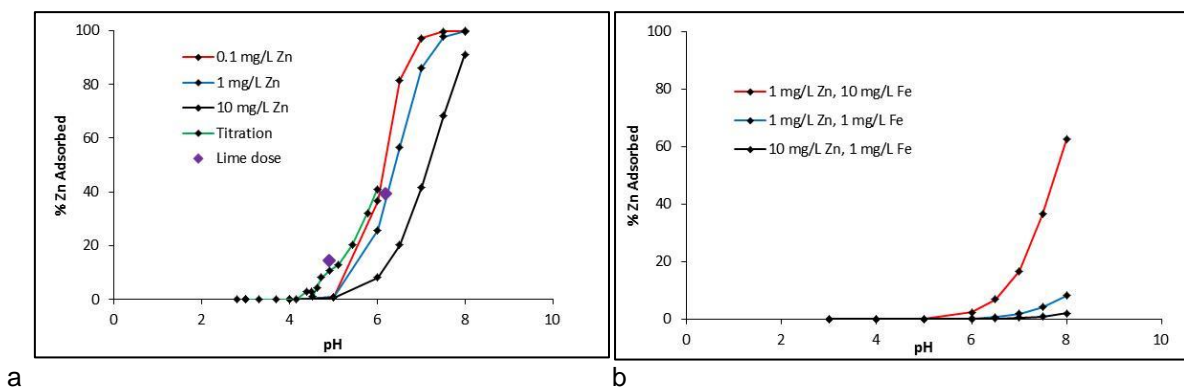 100
80
60
40
20
0
0 2 4 6 8 10
% Zn Adsorbed
pH
0.1 mg/L Zn
1 mg/L Zn
10 mg/L Zn
Titration
Lime dose
a
100
80
60
40
20
0
0 2 4 6 8 10
% Zn Adsorbed
pH
1 mg/L Zn, 10 mg/L Fe
1 mg/L Zn, 1 mg/L Fe
10 mg/L Zn, 1 mg/L Fe
b